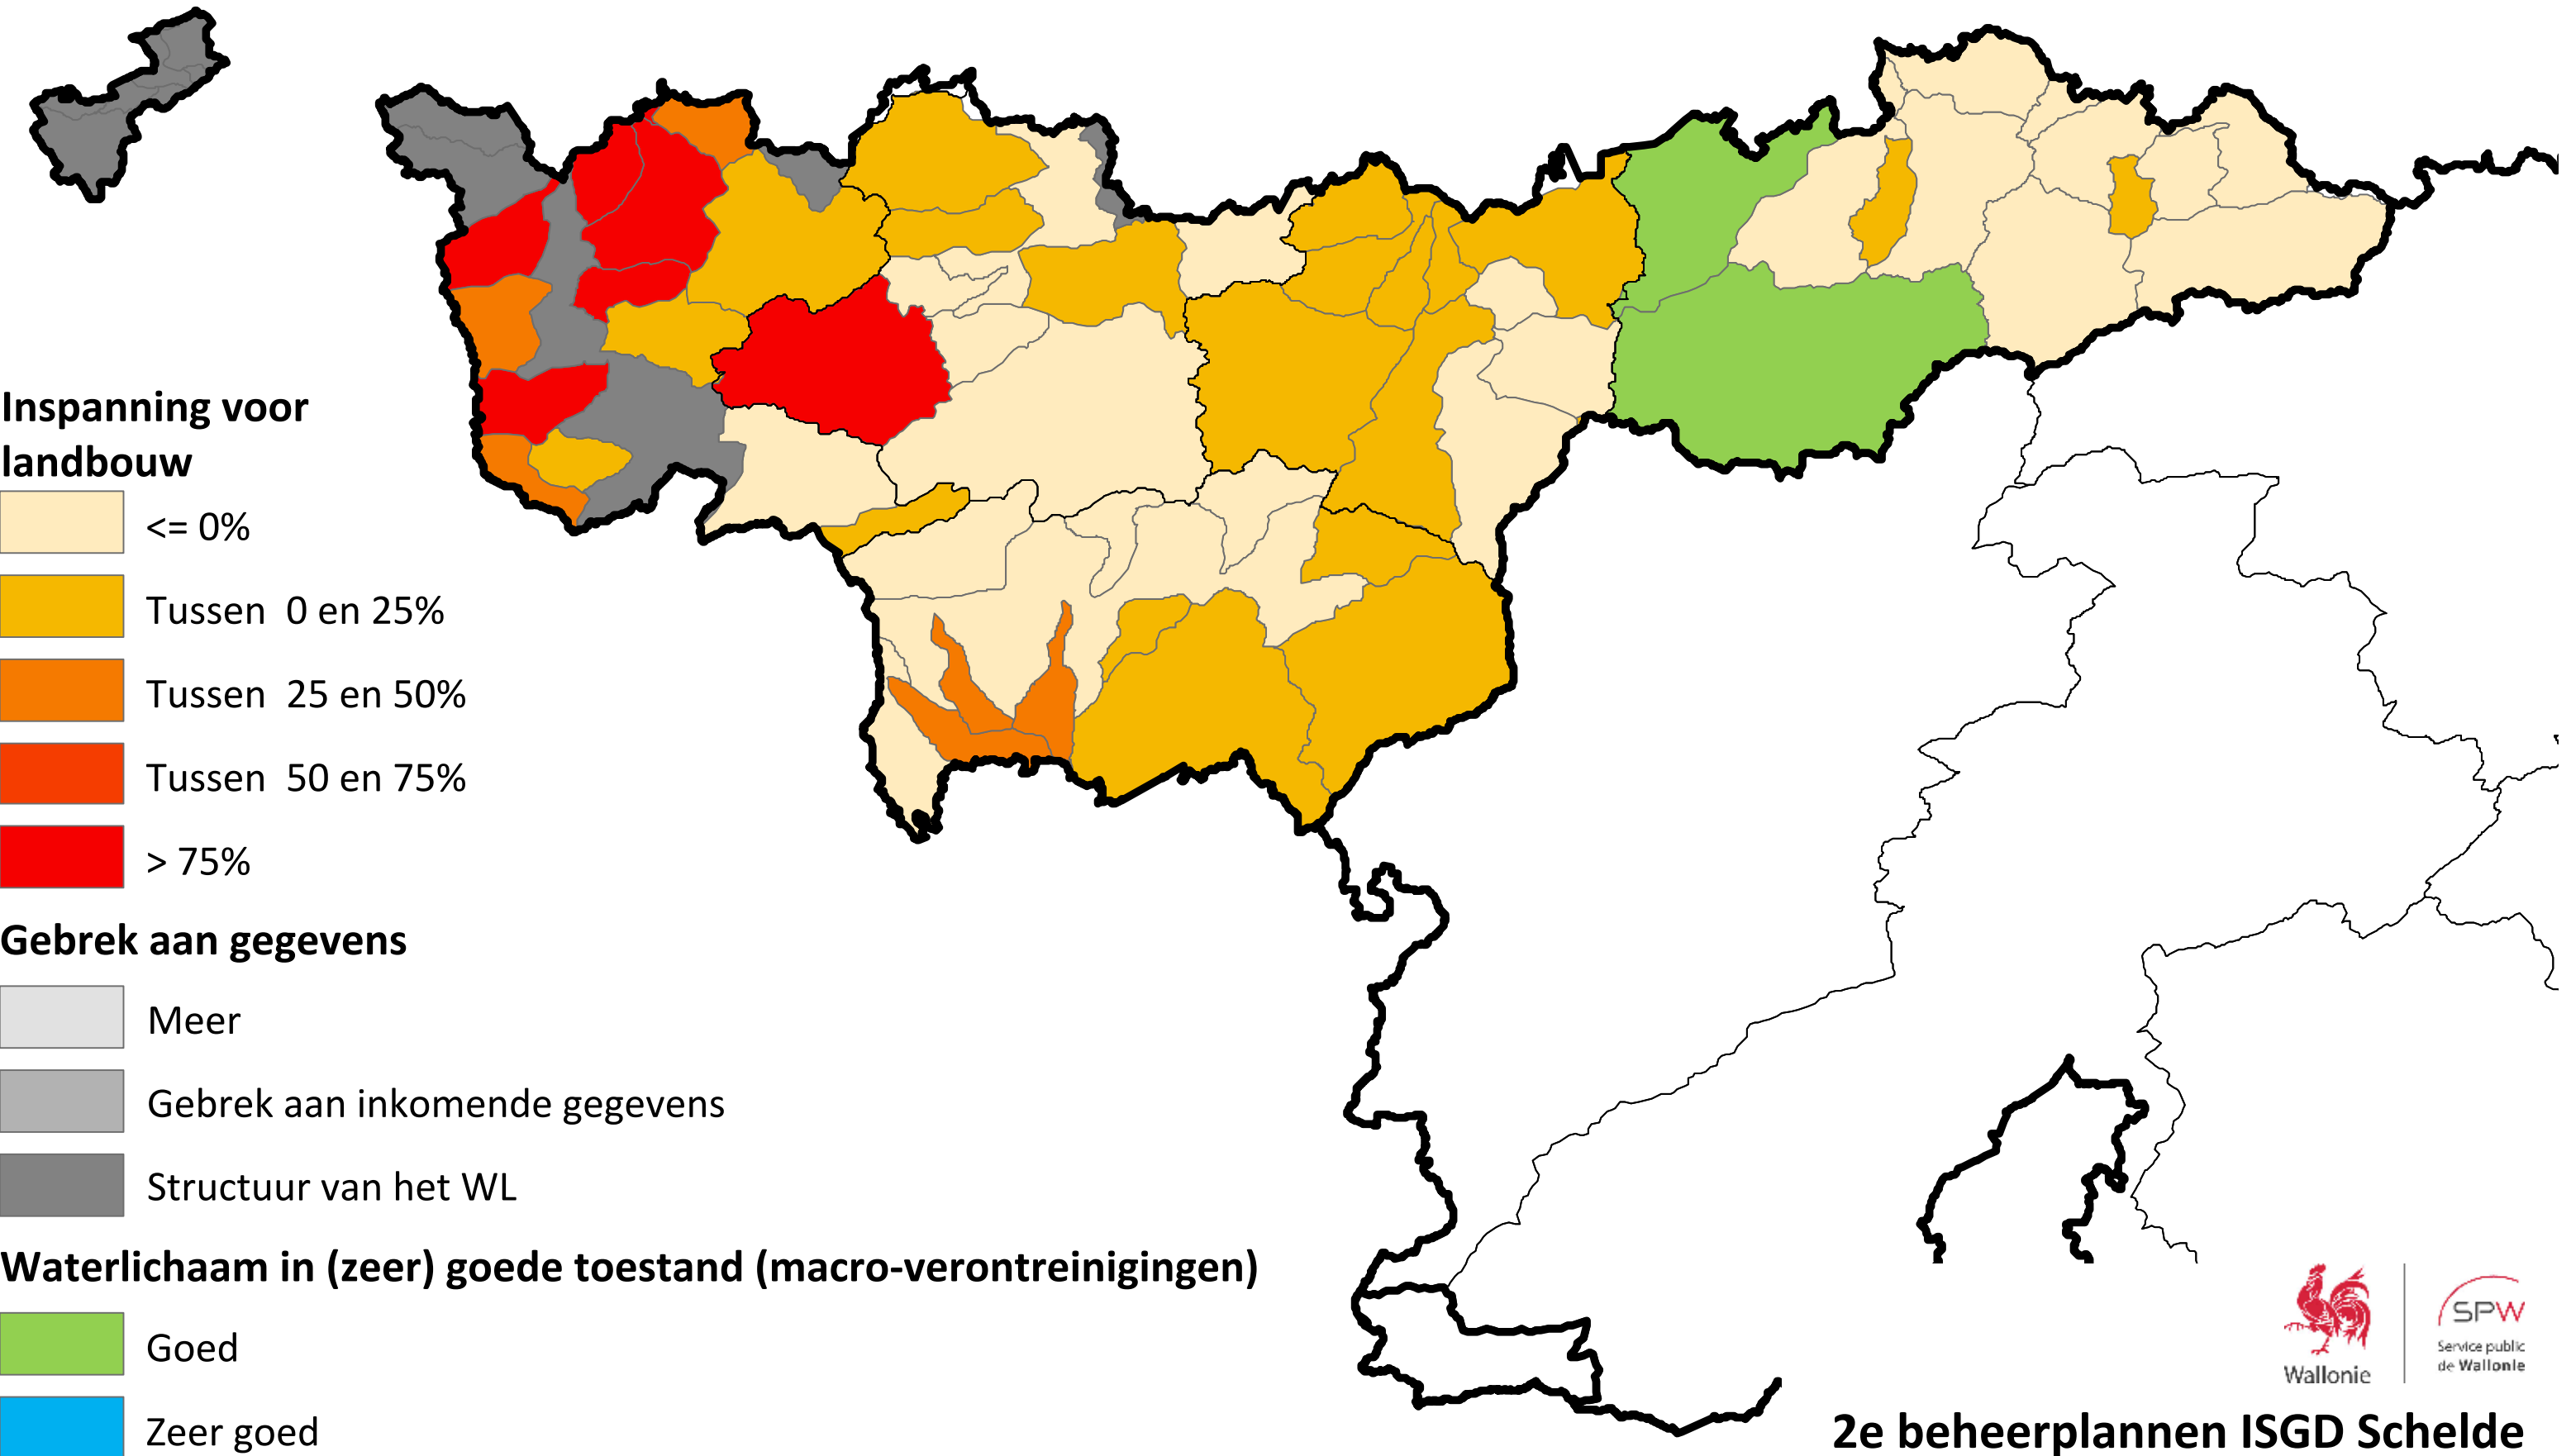 Inspanning voor
landbouw
<= 0%
Tussen 0 en 25%
Tussen 25 en 50%
Tussen 50 en 75%
> 75%
Gebrek aan gegevens
Meer
Gebrek aan inkomende gegevens
Structuur van het WL
Waterlichaam in (zeer) goede toestand (macro-verontreinigingen)
Goed
Zeer goed
Wallonie
SPW
Service public
de Wallonie
2e beheerplannen ISGD Schelde